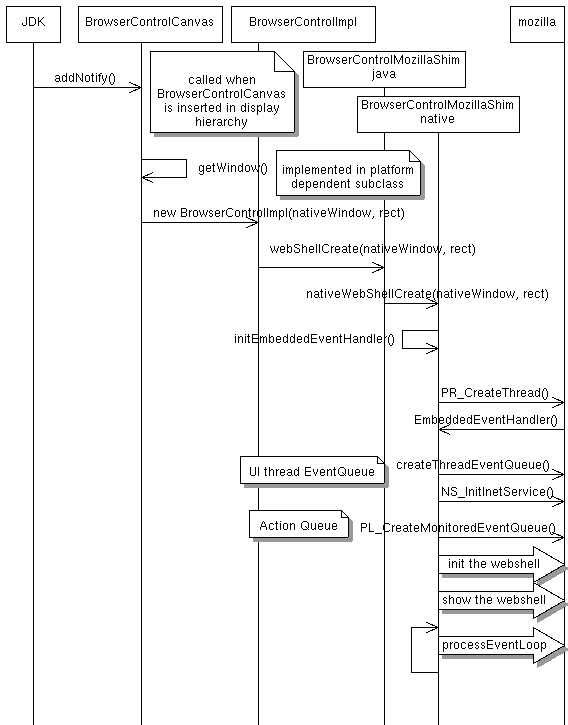 JDK
BrowserControlCanvas
BrowserControlImpl
mozilla
BrowserControlMozillaShim
java
BrowserControlMozillaShim
native
addNotify()
called when
BrowserControlCanvas
is inserted in display
hierarchy
getWindow()
implemented in platform
dependent subclass
new BrowserControlImpl(nativeWindow, rect)
webShellCreate(nativeWindow, rect)
nativeWebShellCreate(nativeWindow, rect)
initEmbeddedEventHandler()
PR_CreateThread()
EmbeddedEventHandler()
UI thread EventQueue
createThreadEventQueue()
NS_InitInetService()
Action Queue
PL_CreateMonitoredEventQueue()
init the webshell
show the webshell
processEventLoop